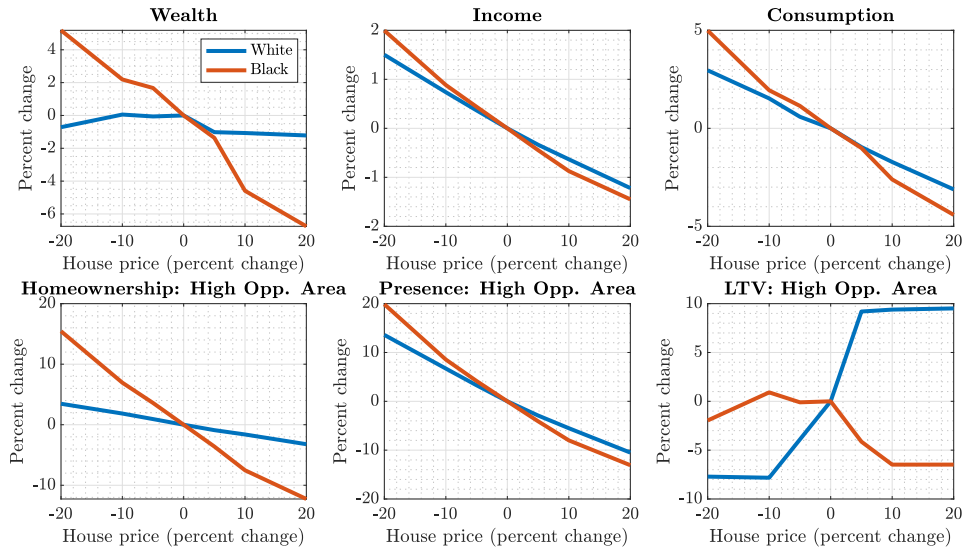 Wealth
White
Black
4
2
0
-2
-4
-6
-20
-10
0
10
20
Percent change
House price (percent change)
Income
2
1
0
-1
-2
-20
-10
0
10
20
Percent change
House price (percent change)
Consumption
5
0
-5
-20
-10
0
10
20
Percent change
House price (percent change)
Homeownership: High Opp. Area
20
10
0
-10
-20
-10
0
10
20
Percent change
House price (percent change)
Presence: High Opp. Area
20
10
0
-10
-20
-20
-10
0
10
20
Percent change
House price (percent change)
LTV: High Opp. Area
10
5
0
-5
-10
-20
-10
0
10
20
Percent change
House price (percent change)